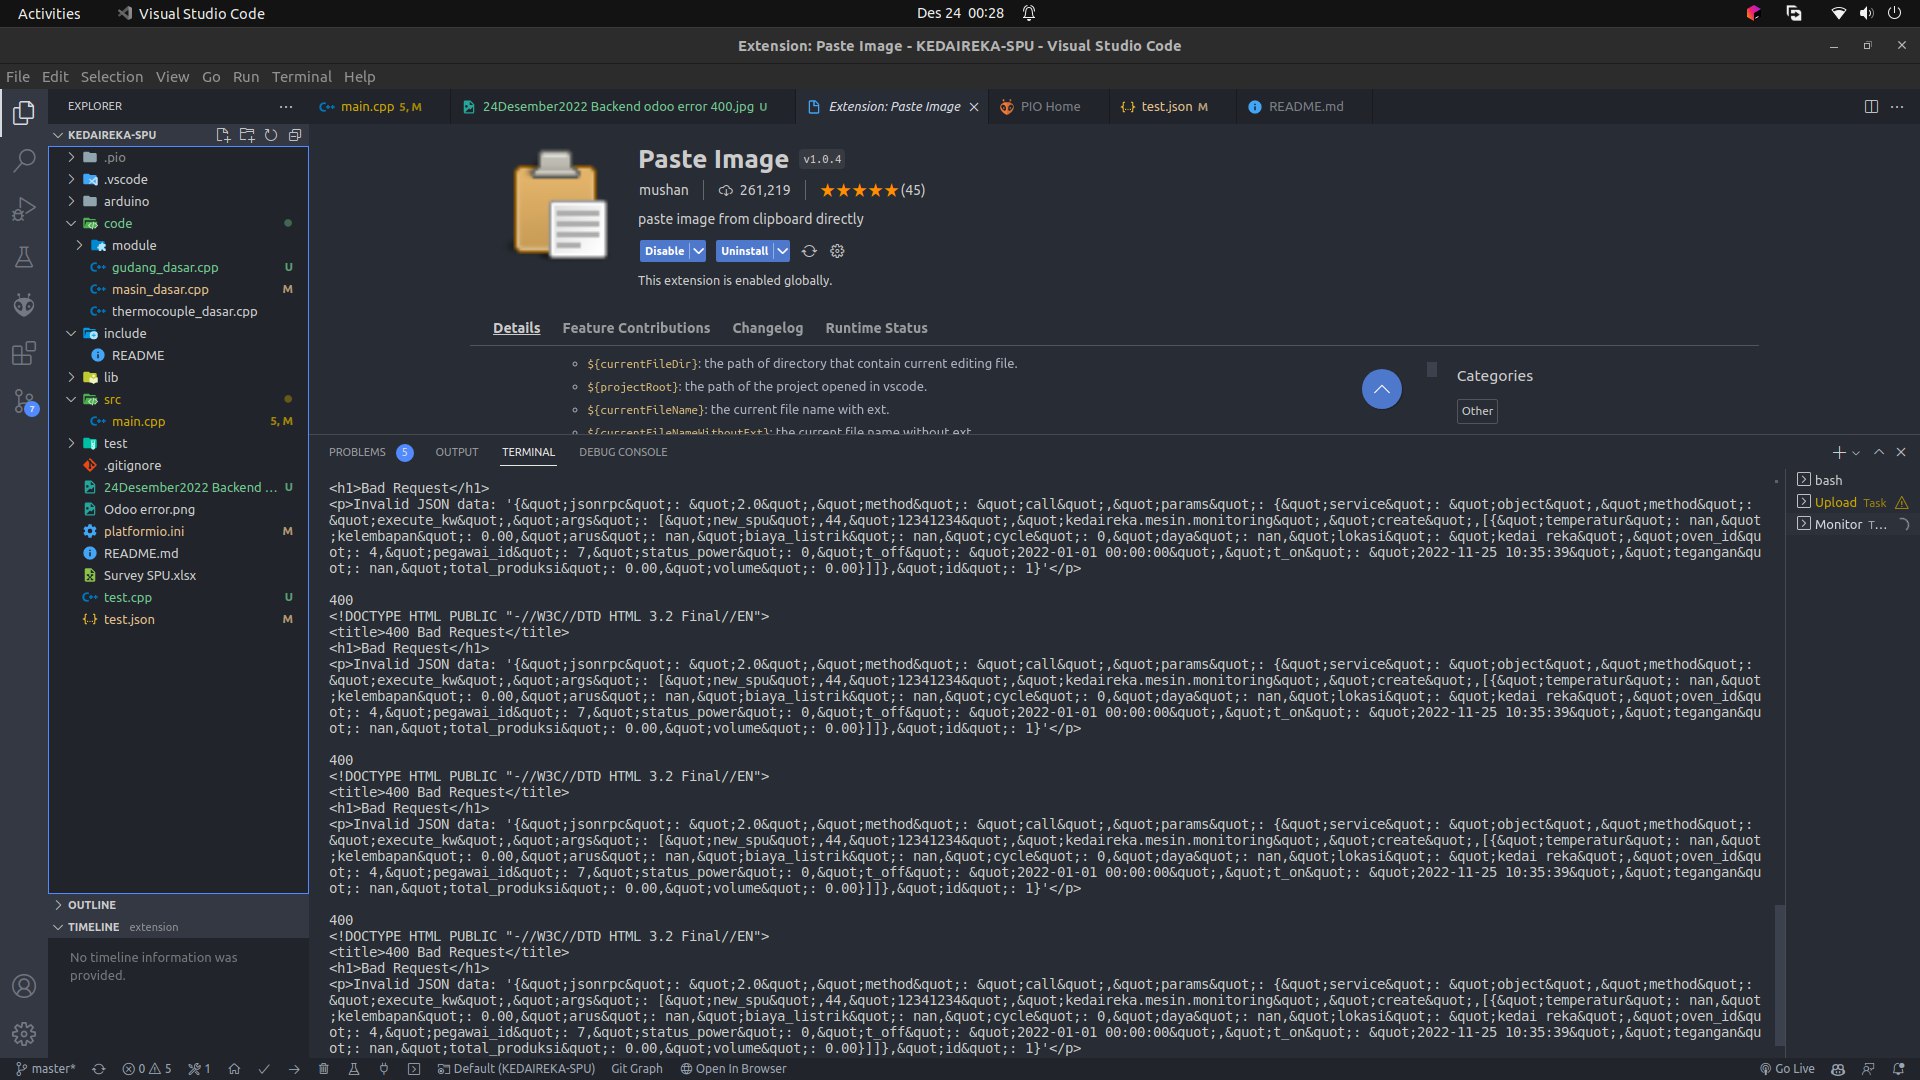 Activities
Visual Studio Code
Des 24 00:28
Extension: Paste Image - KEDAIREKA-SPU - Visual Studio Code
File Edit Selection View Go Run Terminal Help
EXPLORER
KEDAIREKA-SPU
.pio
.vscode
arduino
code
module
gudang_dasar.cpp U
masin_dasar.cpp M
thermocouple_dasar.cpp
include
README
lib
src
main.cpp 5, M
test
.gitignore
24Desember2022 Backend ... U
Odoo error.png
platformio.ini M
README.md
Survey SPU.xlsx
test.cpp U
test.json M
OUTLINE
TIMELINE extension
No timeline information was
provided.
7
main.cpp 5, M
24Desember2022 Backend odoo error 400.jpg U
Extension: Paste Image
PIO Home
test.json M
README.md
Paste Image v1.0.4
mushan 261,219 (45)
paste image from clipboard directly
Disable Uninstall
This extension is enabled globally.
Details Feature Contributions Changelog Runtime Status
${currentFileDir}: the path of directory that contain current editing file.
${projectRoot}: the path of the project opened in vscode.
${currentFileName}: the current file name with ext.
${currentFileNameWithoutExt}: the current file name without ext
Categories
Other
PROBLEMS 5 OUTPUT TERMINAL DEBUG CONSOLE
<h1>Bad Request</h1>
<p>Invalid JSON data: '{&quot;jsonrpc&quot;: &quot;2.0&quot;,&quot;method&quot;: &quot;call&quot;,&quot;params&quot;: {&quot;service&quot;: &quot;object&quot;,&quot;method&quot;:
&quot;execute_kw&quot;,&quot;args&quot;: [&quot;new_spu&quot;,44,&quot;12341234&quot;,&quot;kedaireka.mesin.monitoring&quot;,&quot;create&quot;,[{&quot;temperatur&quot;: nan,&quot
;kelembapan&quot;: 0.00,&quot;arus&quot;: nan,&quot;biaya_listrik&quot;: nan,&quot;cycle&quot;: 0,&quot;daya&quot;: nan,&quot;lokasi&quot;: &quot;kedai reka&quot;,&quot;oven_id&qu
ot;: 4,&quot;pegawai_id&quot;: 7,&quot;status_power&quot;: 0,&quot;t_off&quot;: &quot;2022-01-01 00:00:00&quot;,&quot;t_on&quot;: &quot;2022-11-25 10:35:39&quot;,&quot;tegangan&qu
ot;: nan,&quot;total_produksi&quot;: 0.00,&quot;volume&quot;: 0.00}]]},&quot;id&quot;: 1}'</p>
400
<!DOCTYPE HTML PUBLIC "-//W3C//DTD HTML 3.2 Final//EN">
<title>400 Bad Request</title>
<h1>Bad Request</h1>
<p>Invalid JSON data: '{&quot;jsonrpc&quot;: &quot;2.0&quot;,&quot;method&quot;: &quot;call&quot;,&quot;params&quot;: {&quot;service&quot;: &quot;object&quot;,&quot;method&quot;:
&quot;execute_kw&quot;,&quot;args&quot;: [&quot;new_spu&quot;,44,&quot;12341234&quot;,&quot;kedaireka.mesin.monitoring&quot;,&quot;create&quot;,[{&quot;temperatur&quot;: nan,&quot
;kelembapan&quot;: 0.00,&quot;arus&quot;: nan,&quot;biaya_listrik&quot;: nan,&quot;cycle&quot;: 0,&quot;daya&quot;: nan,&quot;lokasi&quot;: &quot;kedai reka&quot;,&quot;oven_id&qu
ot;: 4,&quot;pegawai_id&quot;: 7,&quot;status_power&quot;: 0,&quot;t_off&quot;: &quot;2022-01-01 00:00:00&quot;,&quot;t_on&quot;: &quot;2022-11-25 10:35:39&quot;,&quot;tegangan&qu
ot;: nan,&quot;total_produksi&quot;: 0.00,&quot;volume&quot;: 0.00}]]},&quot;id&quot;: 1}'</p>
400
<!DOCTYPE HTML PUBLIC "-//W3C//DTD HTML 3.2 Final//EN">
<title>400 Bad Request</title>
<h1>Bad Request</h1>
<p>Invalid JSON data: '{&quot;jsonrpc&quot;: &quot;2.0&quot;,&quot;method&quot;: &quot;call&quot;,&quot;params&quot;: {&quot;service&quot;: &quot;object&quot;,&quot;method&quot;:
&quot;execute_kw&quot;,&quot;args&quot;: [&quot;new_spu&quot;,44,&quot;12341234&quot;,&quot;kedaireka.mesin.monitoring&quot;,&quot;create&quot;,[{&quot;temperatur&quot;: nan,&quot
;kelembapan&quot;: 0.00,&quot;arus&quot;: nan,&quot;biaya_listrik&quot;: nan,&quot;cycle&quot;: 0,&quot;daya&quot;: nan,&quot;lokasi&quot;: &quot;kedai reka&quot;,&quot;oven_id&qu
ot;: 4,&quot;pegawai_id&quot;: 7,&quot;status_power&quot;: 0,&quot;t_off&quot;: &quot;2022-01-01 00:00:00&quot;,&quot;t_on&quot;: &quot;2022-11-25 10:35:39&quot;,&quot;tegangan&qu
ot;: nan,&quot;total_produksi&quot;: 0.00,&quot;volume&quot;: 0.00}]]},&quot;id&quot;: 1}'</p>
400
<!DOCTYPE HTML PUBLIC "-//W3C//DTD HTML 3.2 Final//EN">
<title>400 Bad Request</title>
<h1>Bad Request</h1>
<p>Invalid JSON data: '{&quot;jsonrpc&quot;: &quot;2.0&quot;,&quot;method&quot;: &quot;call&quot;,&quot;params&quot;: {&quot;service&quot;: &quot;object&quot;,&quot;method&quot;:
&quot;execute_kw&quot;,&quot;args&quot;: [&quot;new_spu&quot;,44,&quot;12341234&quot;,&quot;kedaireka.mesin.monitoring&quot;,&quot;create&quot;,[{&quot;temperatur&quot;: nan,&quot
;kelembapan&quot;: 0.00,&quot;arus&quot;: nan,&quot;biaya_listrik&quot;: nan,&quot;cycle&quot;: 0,&quot;daya&quot;: nan,&quot;lokasi&quot;: &quot;kedai reka&quot;,&quot;oven_id&qu
ot;: 4,&quot;pegawai_id&quot;: 7,&quot;status_power&quot;: 0,&quot;t_off&quot;: &quot;2022-01-01 00:00:00&quot;,&quot;t_on&quot;: &quot;2022-11-25 10:35:39&quot;,&quot;tegangan&qu
ot;: nan,&quot;total_produksi&quot;: 0.00,&quot;volume&quot;: 0.00}]]},&quot;id&quot;: 1}'</p>
bash
Upload Task
Monitor T...
master* 0 5 1 Default (KEDAIREKA-SPU) Git Graph Open In Browser Go Live